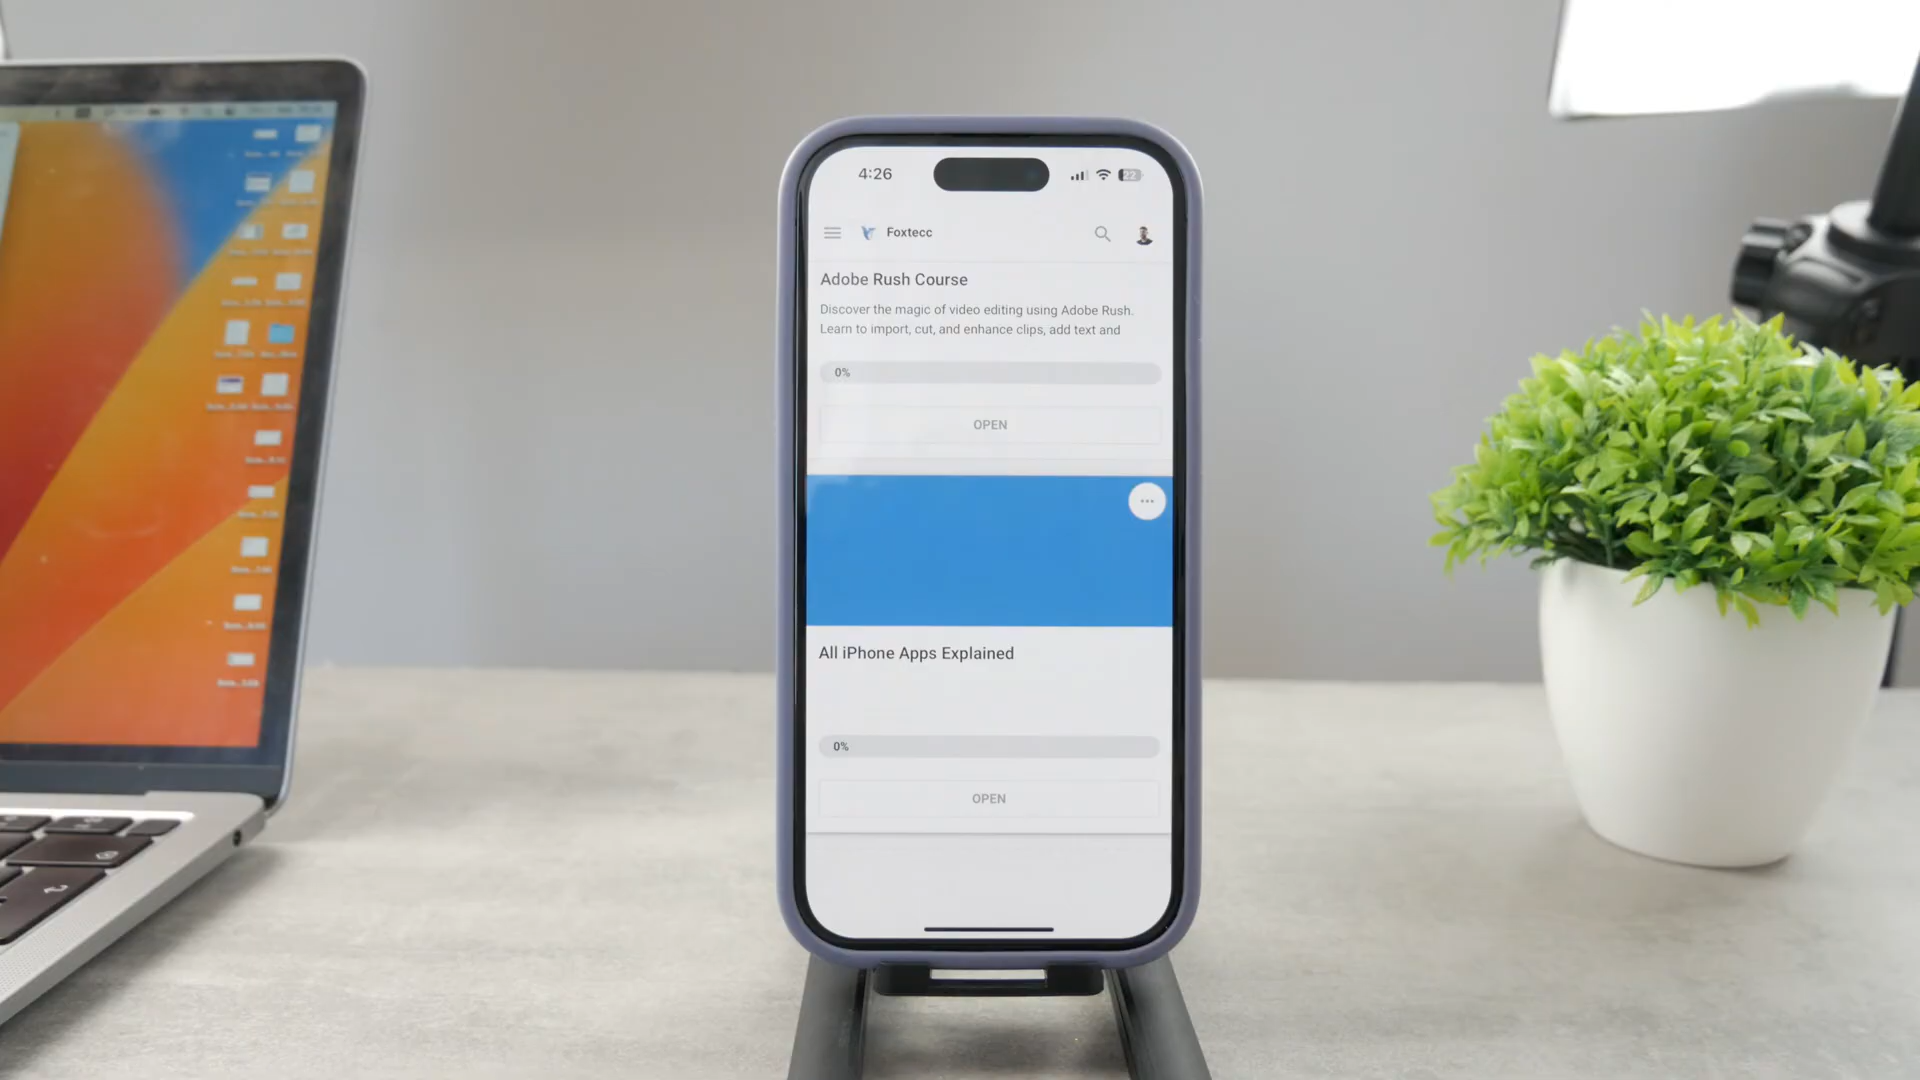 4:26
22
Foxtecc
Adobe Rush Course
Discover the magic of video editing using Adobe Rush.
Learn to import, cut, and enhance clips, add text and
0%
OPEN
All iPhone Apps Explained
0%
OPEN